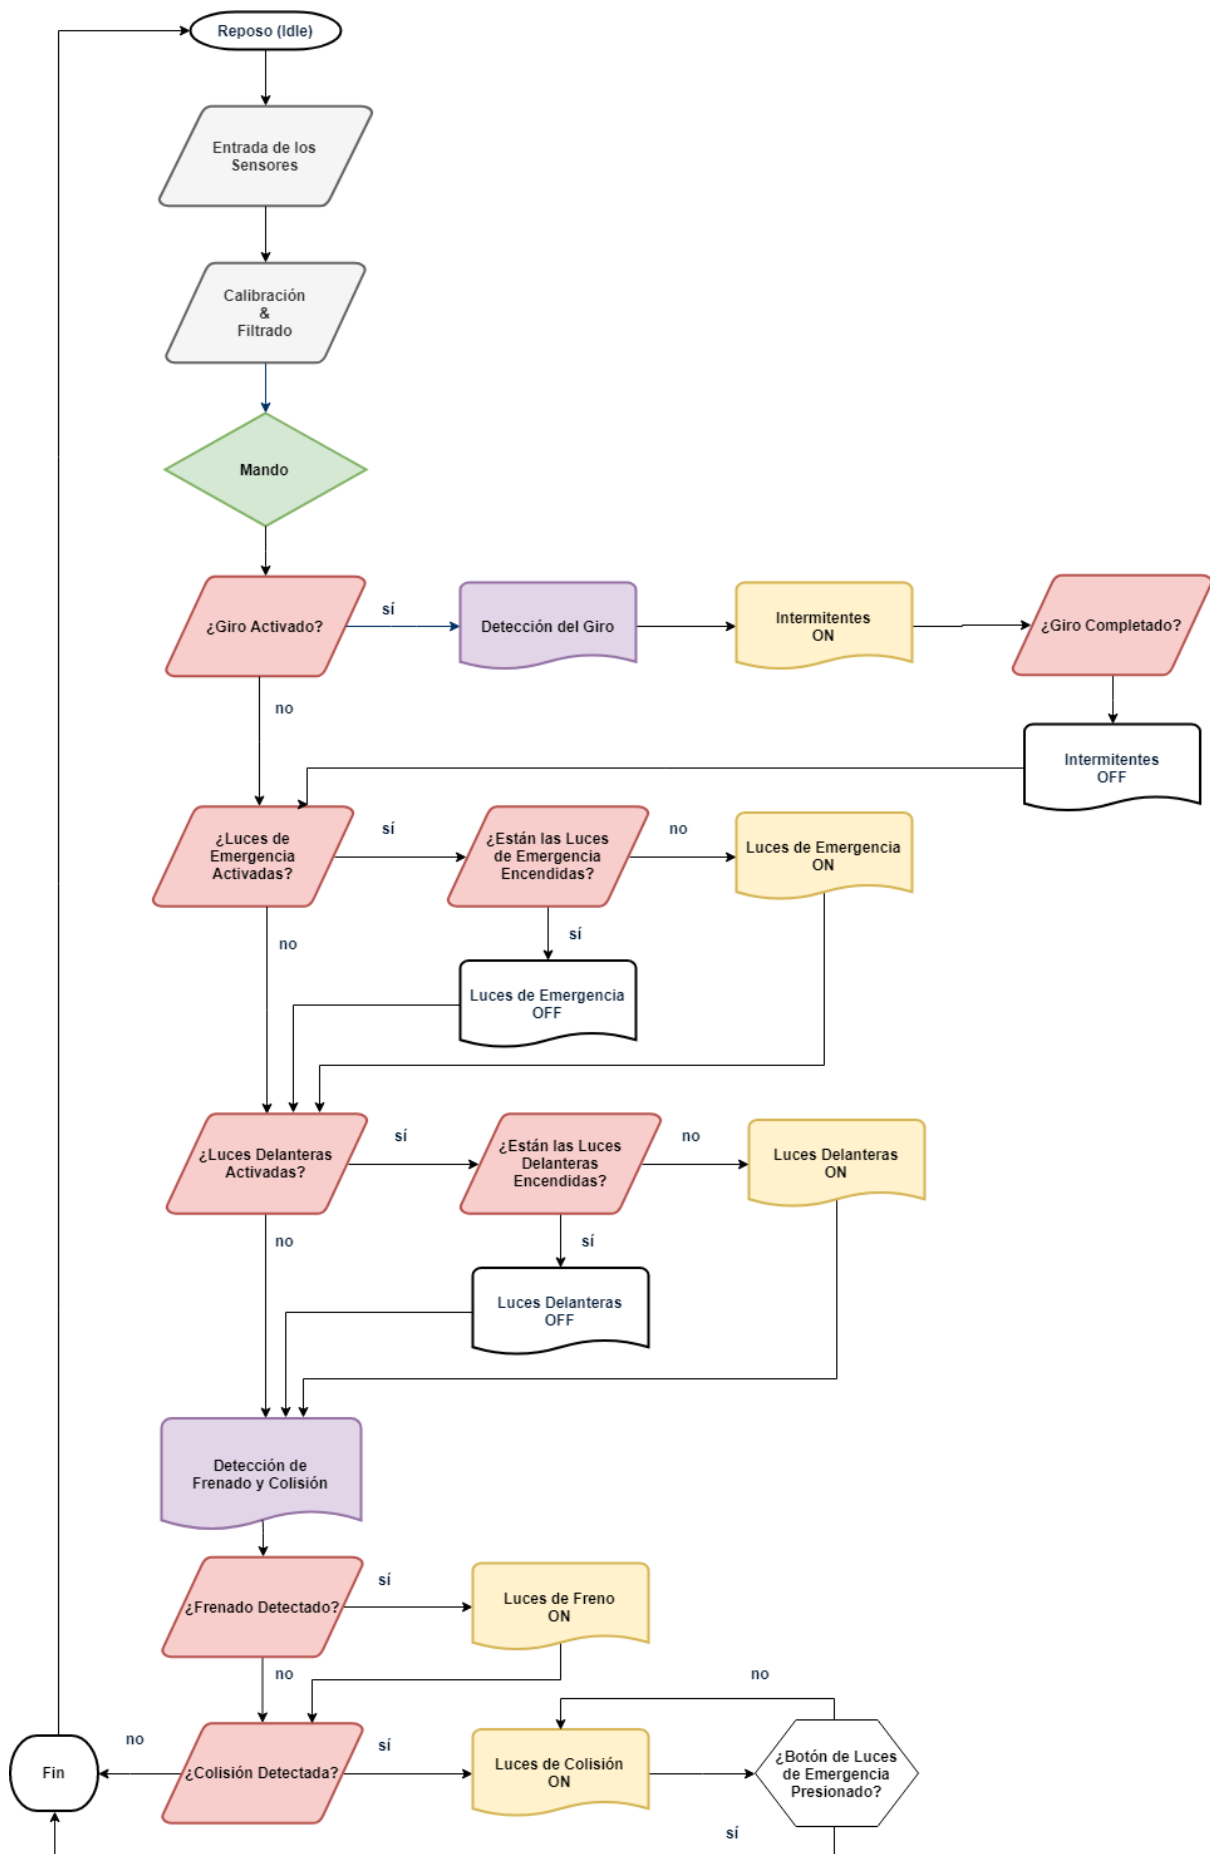 Reposo (Idle)
Entrada de los
Sensores
Calibración
&
Filtrado
Mando
¿Giro Activado?
sí
Detección del Giro
Intermitentes
ON
¿Giro Completado?
no
Intermitentes
OFF
¿Luces de
Emergencia
Activadas?
sí
¿Están las Luces
de Emergencia
Encendidas?
no
Luces de Emergencia
ON
no
sí
Luces de Emergencia
OFF
¿Luces Delanteras
Activadas?
sí
¿Están las Luces
Delanteras
Encendidas?
no
Luces Delanteras
ON
no
sí
Luces Delanteras
OFF
Detección de
Frenado y Colisión
¿Frenado Detectado?
sí
Luces de Freno
ON
no
no
Fin
no
¿Colisión Detectada?
sí
Luces de Colisión
ON
¿Botón de Luces
de Emergencia
Presionado?
sí